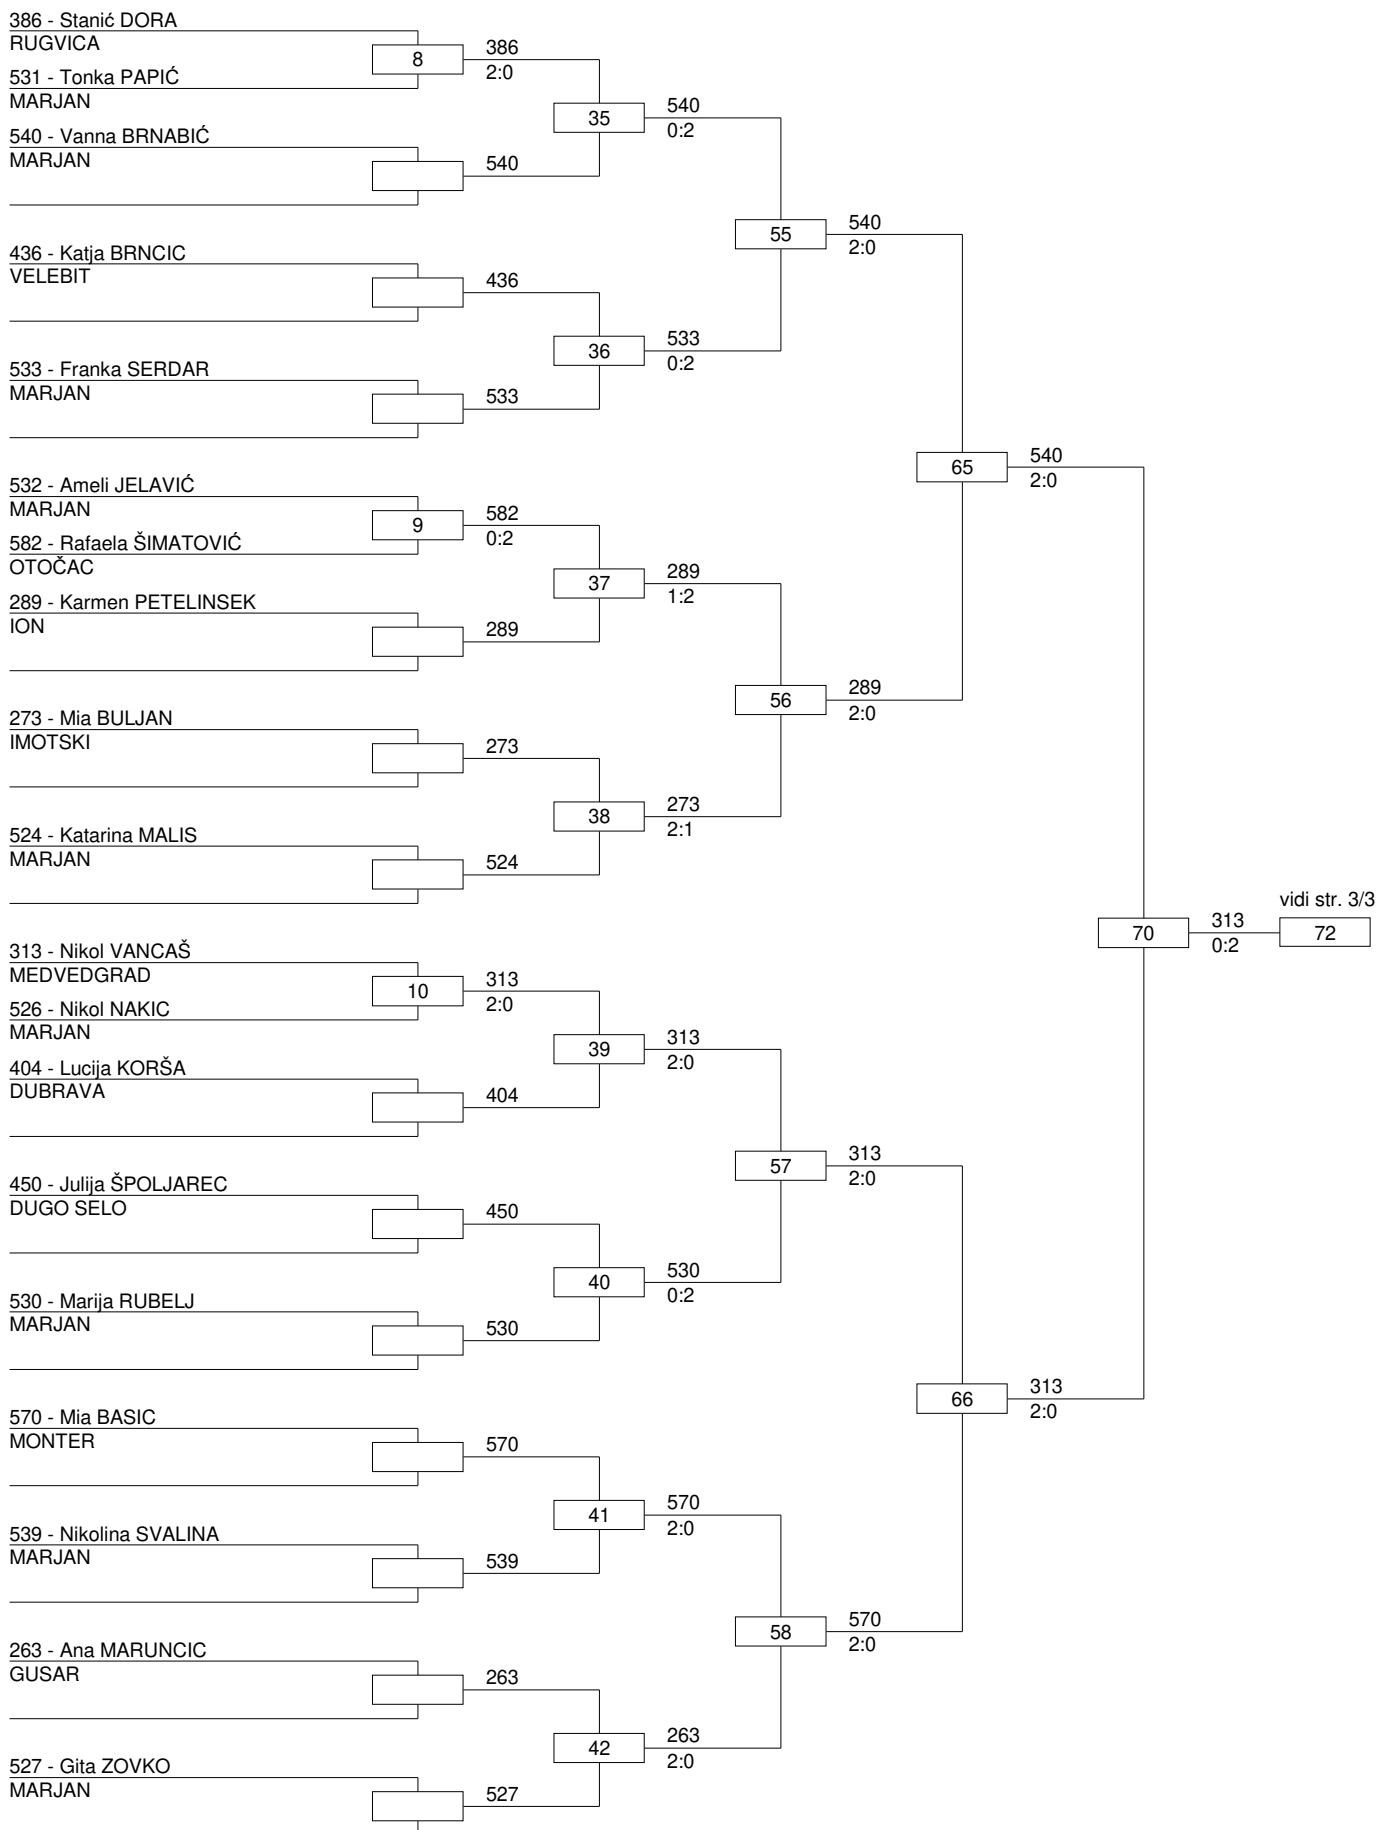 386 - Stanić DORA
RUGVICA
8
386
2:0
531 - Tonka PAPIĆ
MARJAN
35
540
0:2
540 - Vanna BRNABIĆ
MARJAN
540
55
540
2:0
436 - Katja BRNCIC
VELEBIT
436
36
533
0:2
533 - Franka SERDAR
MARJAN
533
65
540
2:0
532 - Ameli JELAVIĆ
MARJAN
9
582
0:2
582 - Rafaela ŠIMATOVIĆ
OTOČAC
37
289
1:2
289 - Karmen PETELINSEK
ION
289
56
289
2:0
273 - Mia BULJAN
IMOTSKI
273
38
273
2:1
524 - Katarina MALIS
MARJAN
524
vidi str. 3/3
70
313
0:2
72
313 - Nikol VANCAŠ
MEDVEDGRAD
10
313
2:0
526 - Nikol NAKIC
MARJAN
39
313
2:0
404 - Lucija KORŠA
DUBRAVA
404
57
313
2:0
450 - Julija ŠPOLJAREC
DUGO SELO
450
40
530
0:2
530 - Marija RUBELJ
MARJAN
530
66
313
2:0
570 - Mia BASIC
MONTER
570
41
570
2:0
539 - Nikolina SVALINA
MARJAN
539
58
570
2:0
263 - Ana MARUNCIC
GUSAR
263
42
263
2:0
527 - Gita ZOVKO
MARJAN
527